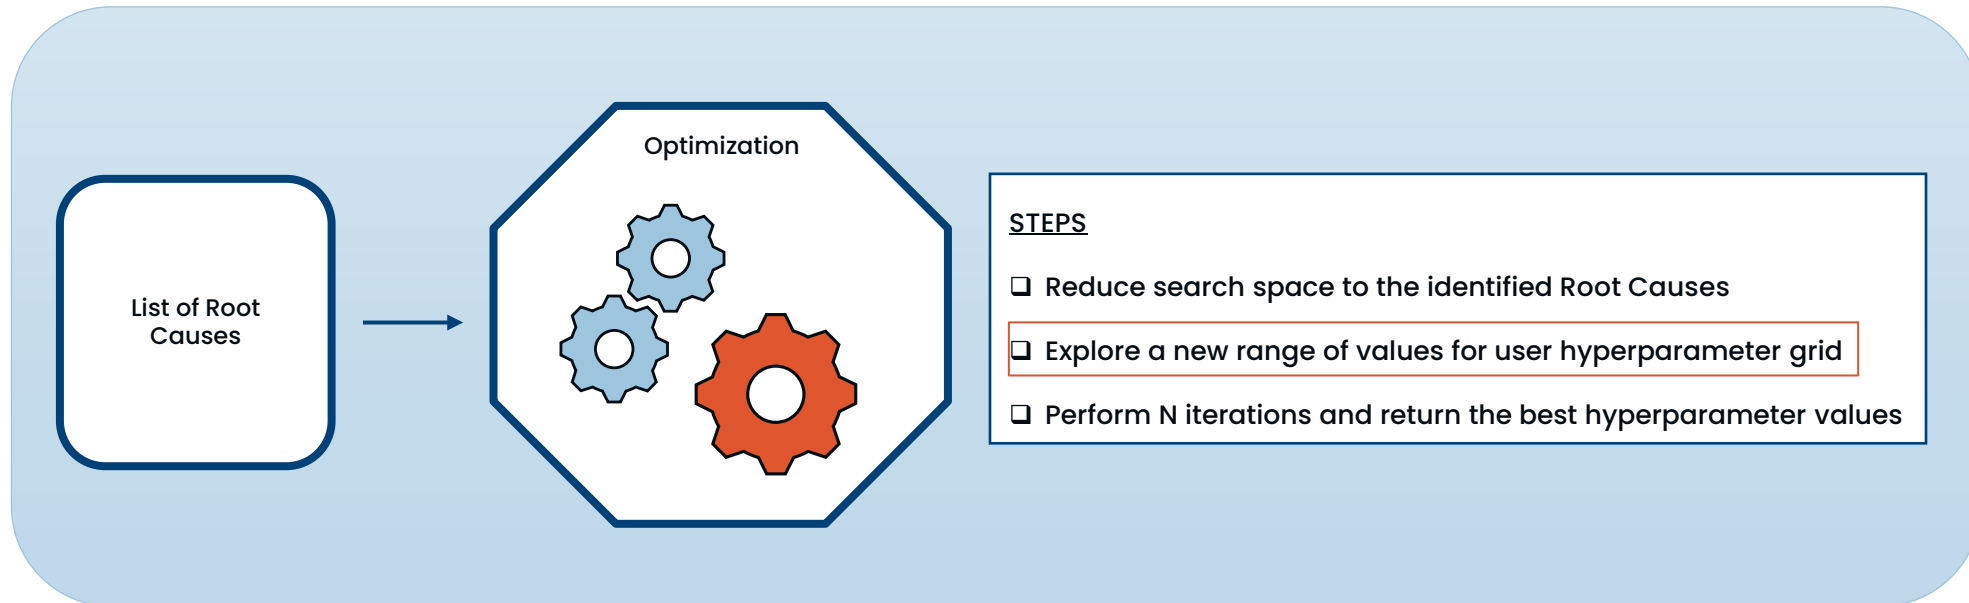 Optimization
List of Root
Causes
STEPS
❑ Reduce search space to the identified Root Causes
❑ Explore a new range of values for user hyperparameter grid
❑ Perform N iterations and return the best hyperparameter values